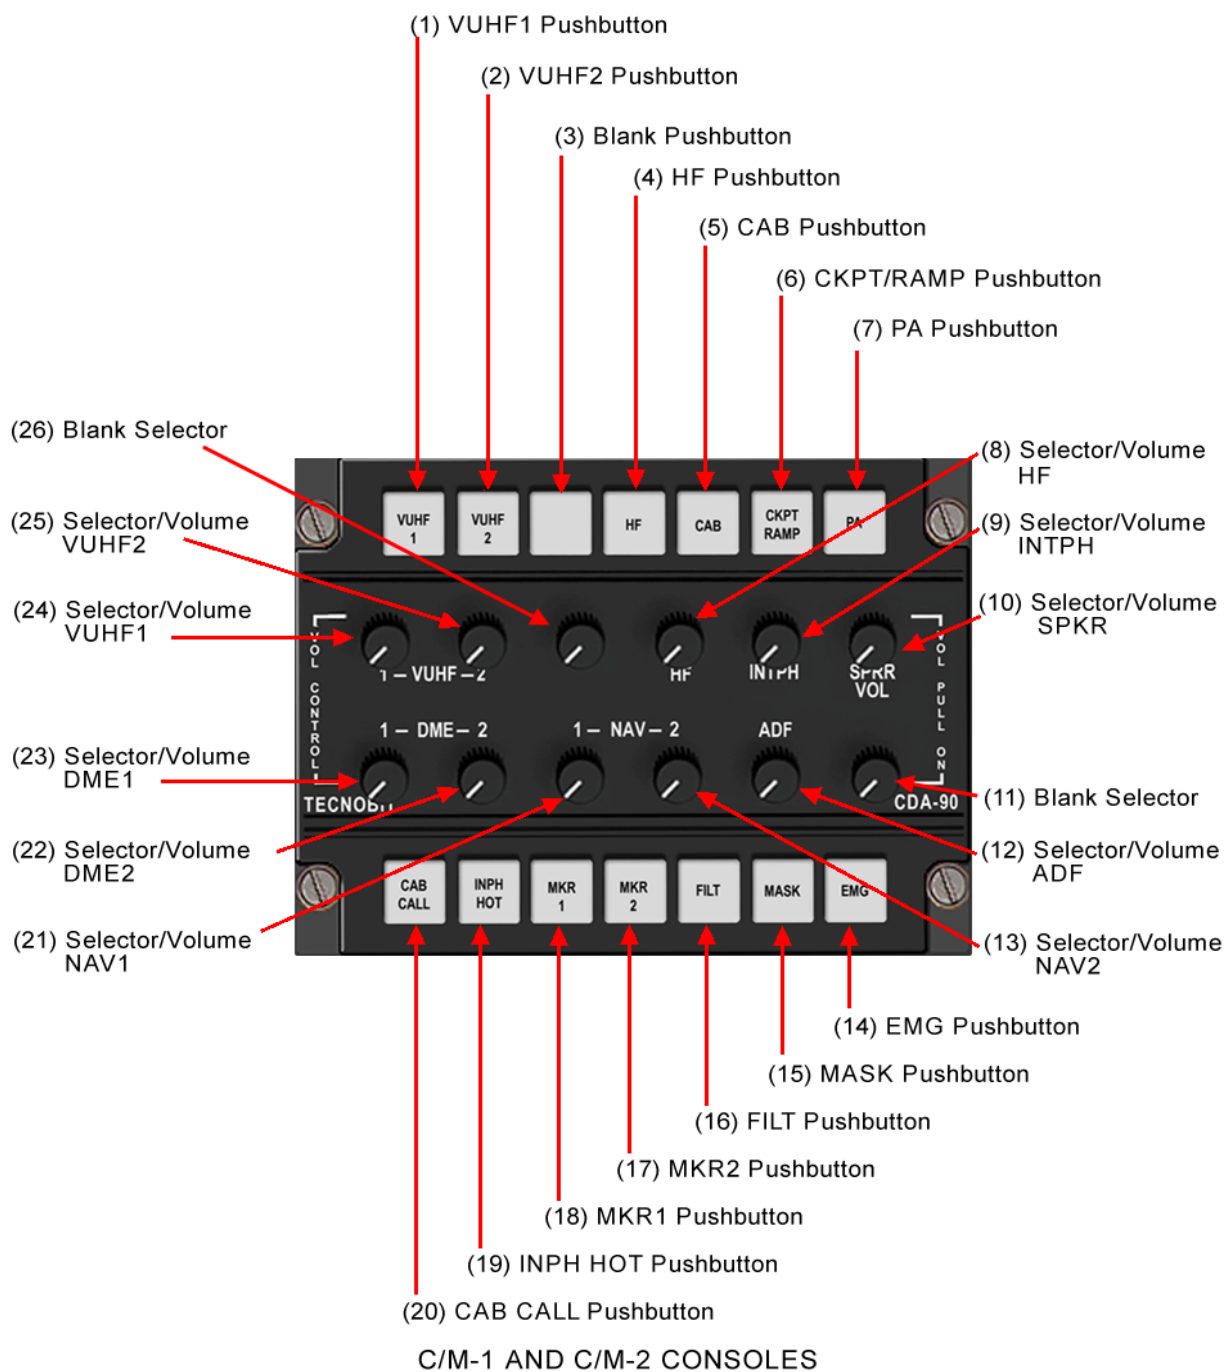 (1) VUHF1 Pushbutton
(2) VUHF2 Pushbutton
(3) Blank Pushbutton
(4) HF Pushbutton
(5) CAB Pushbutton
(6) CKPT/RAMP Pushbutton
(7) PA Pushbutton
(26) Blank Selector
(25) Selector/Volume
VUHF2
(24) Selector/Volume
VUHF1
(23) Selector/Volume
DME1
(22) Selector/Volume
DME2
(21) Selector/Volume
NAV1
VUHF
1
VUHF
2
HF
CAB
CKPT
RAMP
PA
VOL CONTROL
1 – VUHF – 2
HF
INTPH
SPRR
VOL
VOL PULL ON
1 – DME – 2
1 – NAV – 2
ADF
TECNOBIT
CDA-90
CAB
CALL
INPH
HOT
MKR
1
MKR
2
FILT
MASK
EMG
(8) Selector/Volume
HF
(9) Selector/Volume
INTPH
(10) Selector/Volume
SPKR
(11) Blank Selector
(12) Selector/Volume
ADF
(13) Selector/Volume
NAV2
(14) EMG Pushbutton
(15) MASK Pushbutton
(16) FILT Pushbutton
(17) MKR2 Pushbutton
(18) MKR1 Pushbutton
(19) INPH HOT Pushbutton
(20) CAB CALL Pushbutton
C/M-1 AND C/M-2 CONSOLES